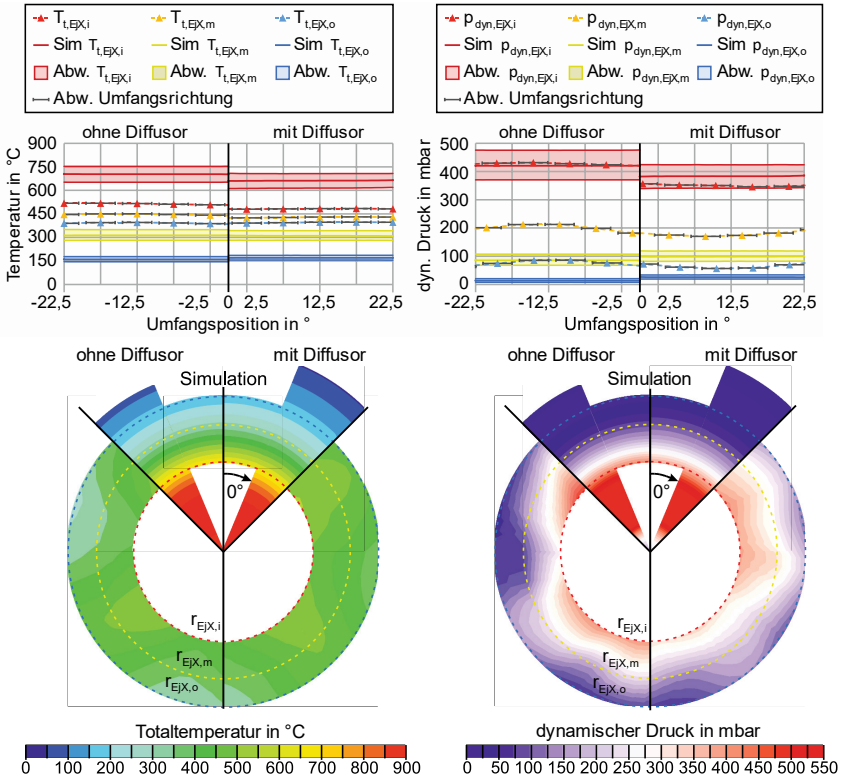 T_t,EjX,i T_t,EjX,m T_t,EjX,o
Sim T_t,EjX,i Sim T_t,EjX,m Sim T_t,EjX,o
Abw. T_t,EjX,i Abw. T_t,EjX,m Abw. T_t,EjX,o
Abw. Umfangsrichtung
p_dyn,EjX,i p_dyn,EjX,m p_dyn,EjX,o
Sim p_dyn,EjX,i Sim p_dyn,EjX,m Sim p_dyn,EjX,o
Abw. p_dyn,EjX,i Abw. p_dyn,EjX,m Abw. p_dyn,EjX,o
Abw. Umfangsrichtung
ohne Diffusor mit Diffusor
Temperatur in °C
900
750
600
450
300
150
0
-22,5 -12,5 -2,5 0 2,5 12,5 22,5
Umfangsposition in °
ohne Diffusor mit Diffusor
dyn. Druck in mbar
500
400
300
200
100
0
-22,5 -12,5 -2,5 0 2,5 12,5 22,5
Umfangsposition in °
ohne Diffusor mit Diffusor
Simulation
0°
r_EjX,i
r_EjX,m
r_EjX,o
Totaltemperatur in °C
0 100 200 300 400 500 600 700 800 900
ohne Diffusor mit Diffusor
Simulation
0°
r_EjX,i
r_EjX,m
r_EjX,o
dynamischer Druck in mbar
0 50 100 150 200 250 300 350 400 450 500 550